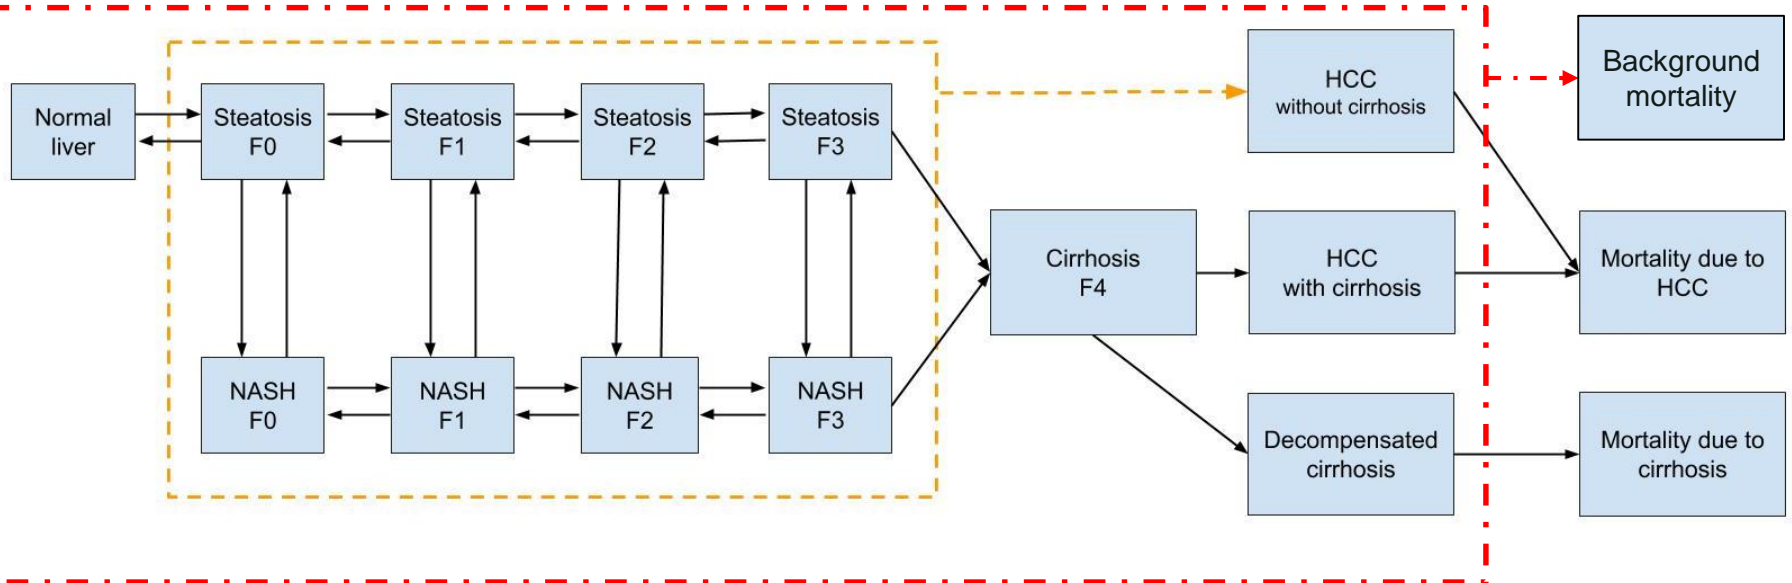 Normal
liver
Steatosis
F0
Steatosis
F1
Steatosis
F2
Steatosis
F3
HCC
without cirrhosis
Background
mortality
Cirrhosis
F4
HCC
with cirrhosis
Mortality due to
HCC
NASH
F0
NASH
F1
NASH
F2
NASH
F3
Decompensated
cirrhosis
Mortality due to
cirrhosis